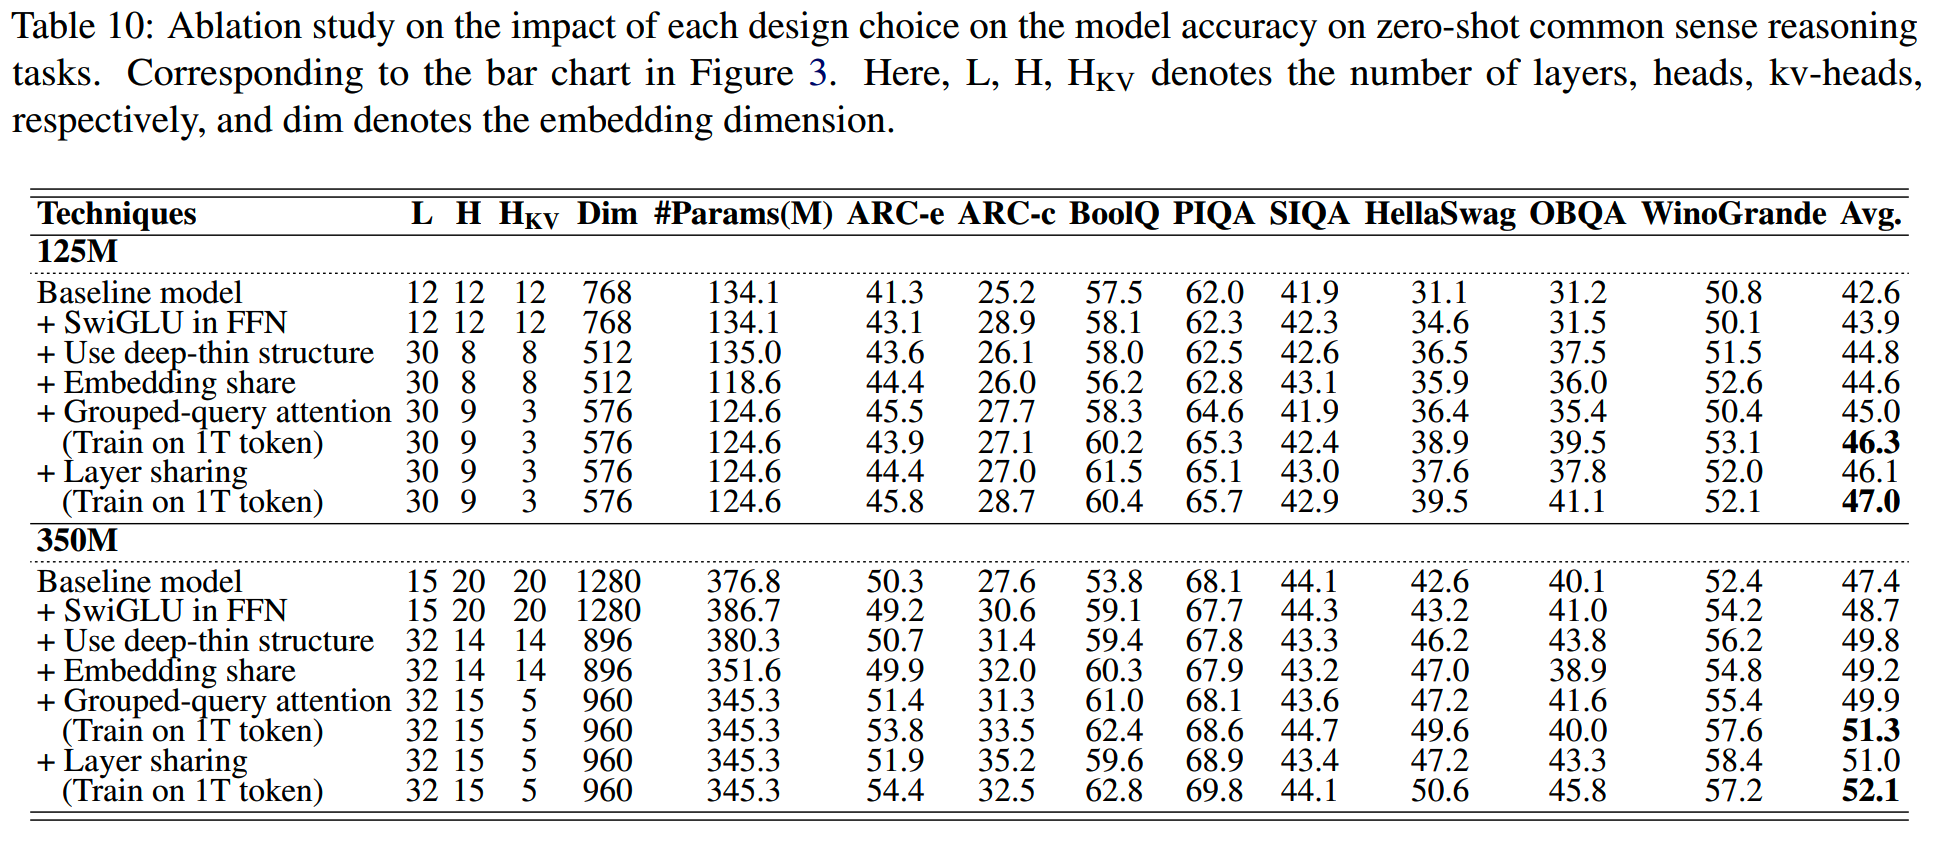 Table 10: Ablation study on the impact of each design choice on the model accuracy on zero-shot common sense reasoning
tasks. Corresponding to the bar chart in Figure 3. Here, L, H, HKV denotes the number of layers, heads, kv-heads,
respectively, and dim denotes the embedding dimension.
Techniques L H HKV Dim #Params(M) ARC-e ARC-c BoolQ PIQA SIQA HellaSwag OBQA WinoGrande Avg.
125M
Baseline model 12 12 12 768 134.1 41.3 25.2 57.5 62.0 41.9 31.1 31.2 50.8 42.6
+ SwiGLU in FFN 12 12 12 768 134.1 43.1 28.9 58.1 62.3 42.3 34.6 31.5 50.1 43.9
+ Use deep-thin structure 30 8 8 512 135.0 43.6 26.1 58.0 62.5 42.6 36.5 37.5 51.5 44.8
+ Embedding share 30 8 8 512 118.6 44.4 26.0 56.2 62.8 43.1 35.9 36.0 52.6 44.6
+ Grouped-query attention 30 9 3 576 124.6 45.5 27.7 58.3 64.6 41.9 36.4 35.4 50.4 45.0
(Train on 1T token) 30 9 3 576 124.6 43.9 27.1 60.2 65.3 42.4 38.9 39.5 53.1 46.3
+ Layer sharing 30 9 3 576 124.6 44.4 27.0 61.5 65.1 43.0 37.6 37.8 52.0 46.1
(Train on 1T token) 30 9 3 576 124.6 45.8 28.7 60.4 65.7 42.9 39.5 41.1 52.1 47.0
350M
Baseline model 15 20 20 1280 376.8 50.3 27.6 53.8 68.1 44.1 42.6 40.1 52.4 47.4
+ SwiGLU in FFN 15 20 20 1280 386.7 49.2 30.6 59.1 67.7 44.3 43.2 41.0 54.2 48.7
+ Use deep-thin structure 32 14 14 896 380.3 50.7 31.4 59.4 67.8 43.3 46.2 43.8 56.2 49.8
+ Embedding share 32 14 14 896 351.6 49.9 32.0 60.3 67.9 43.2 47.0 38.9 54.8 49.2
+ Grouped-query attention 32 15 5 960 345.3 51.4 31.3 61.0 68.1 43.6 47.2 41.6 55.4 49.9
(Train on 1T token) 32 15 5 960 345.3 53.8 33.5 62.4 68.6 44.7 49.6 40.0 57.6 51.3
+ Layer sharing 32 15 5 960 345.3 51.9 35.2 59.6 68.9 43.4 47.2 43.3 58.4 51.0
(Train on 1T token) 32 15 5 960 345.3 54.4 32.5 62.8 69.8 44.1 50.6 45.8 57.2 52.1